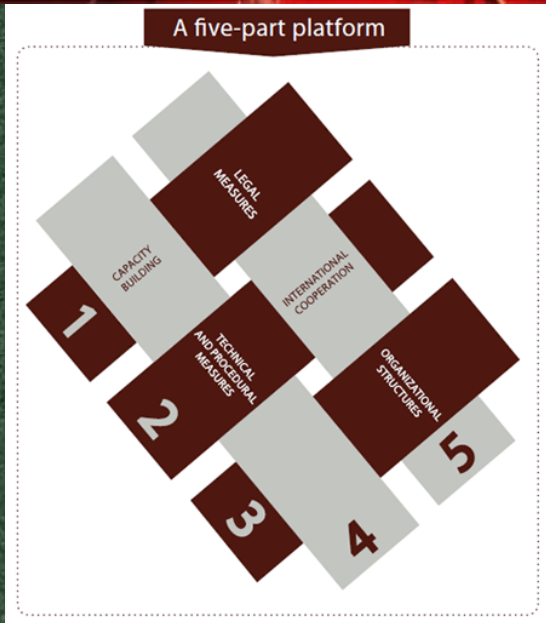 A five-part platform
LEGAL
MEASURES
CAPACITY
BUILDING
INTERNATIONAL
COOPERATION
1
TECHNICAL
AND PROCEDURAL
MEASURES
ORGANIZATIONAL
STRUCTURES
2
3
4
5